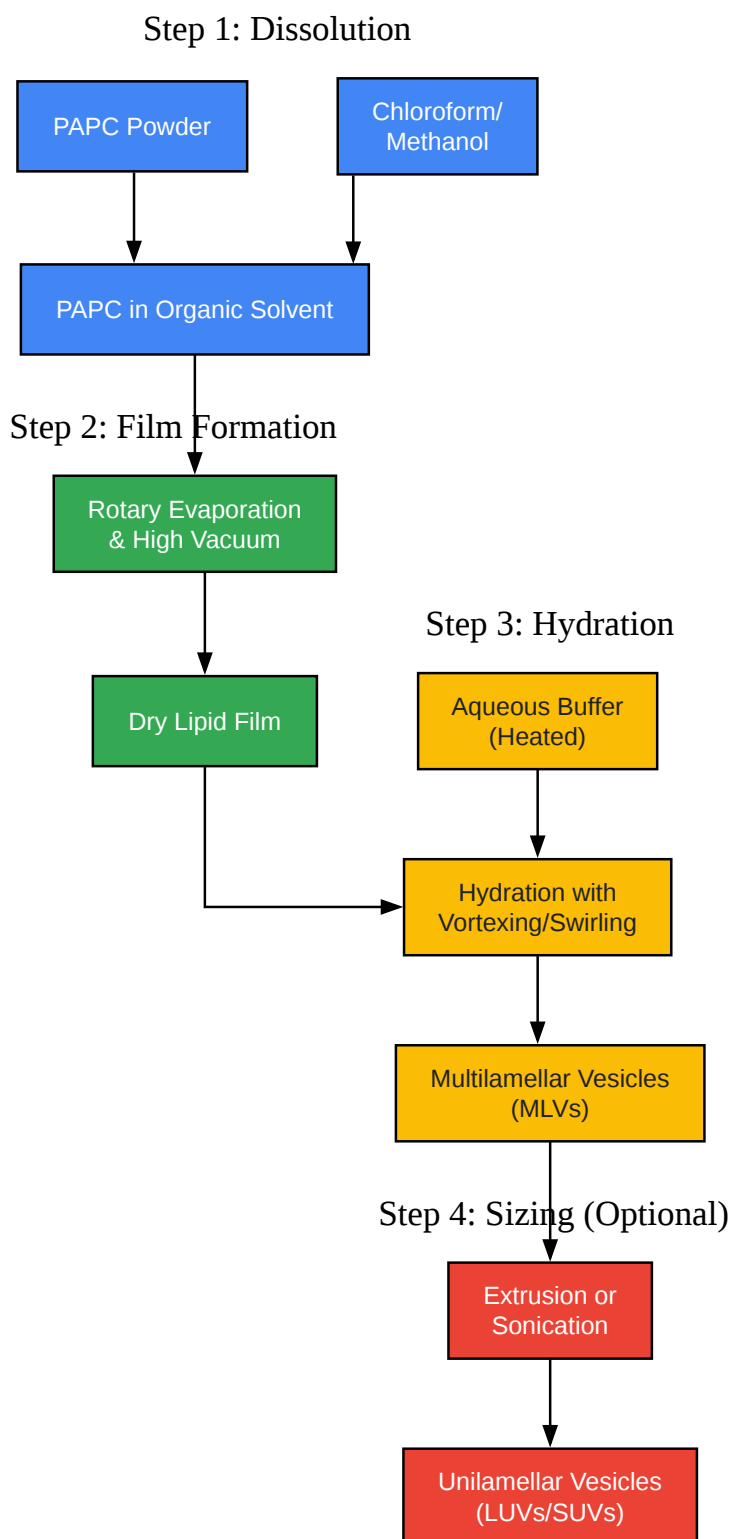 Step 1: Dissolution
PAPC Powder
Chloroform/
Methanol
PAPC in Organic Solvent
Step 2: Film Formation
Rotary Evaporation
& High Vacuum
Step 3: Hydration
Dry Lipid Film
Aqueous Buffer
(Heated)
Hydration with
Vortexing/Swirling
Multilamellar Vesicles
(MLVs)
Step 4: Sizing (Optional)
Extrusion or
Sonication
Unilamellar Vesicles
(LUVs/SUVs)